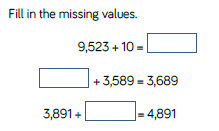 Fill in the missing values.
9,523 + 10 =
+ 3,589 = 3,689
3,891 + = 4,891